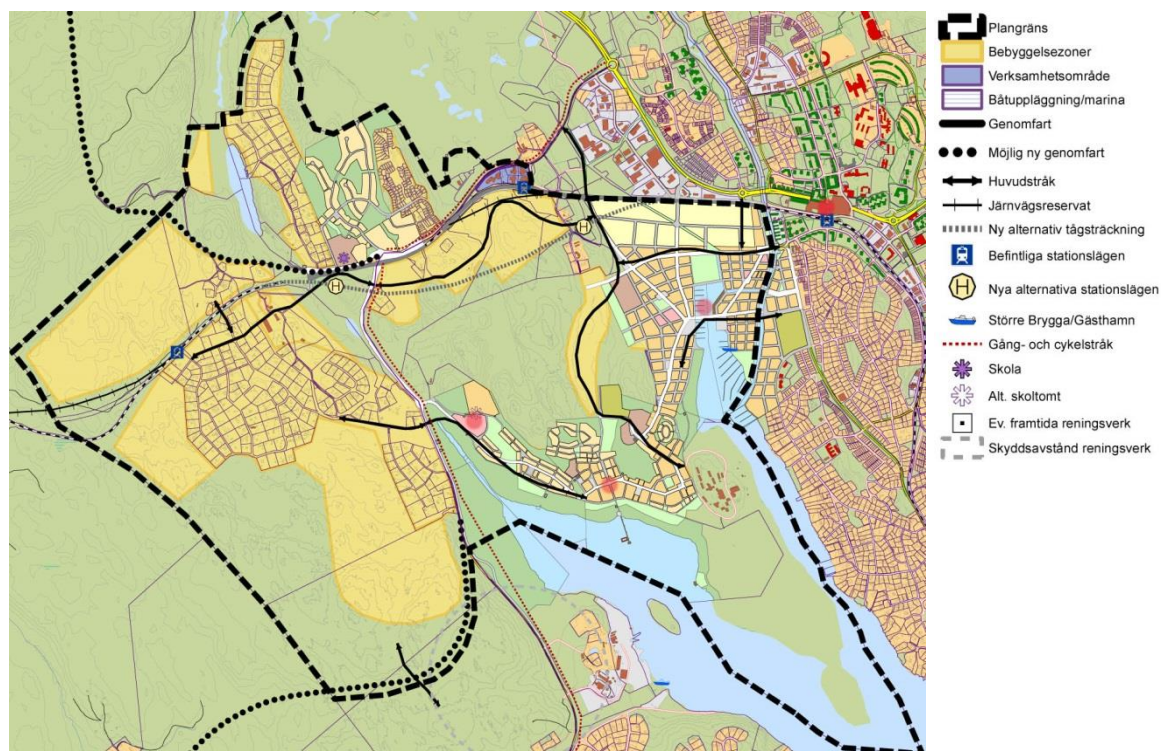 Plangräns
Bebyggelsezoner
Verksamhetsområde
Båtuppläggning/marina
Genomfart
Möjlig ny genomfart
Huvudstråk
Järnvägsreservat
Ny alternativ tågsträckning
Befintliga stationslägen
H
Nya alternativa stationslägen
Större Brygga/Gästhamn
Gång- och cykelstråk
Skola
Alt. skoltomt
Ev. framtida reningsverk
Skyddsavstånd reningsverk
H
H